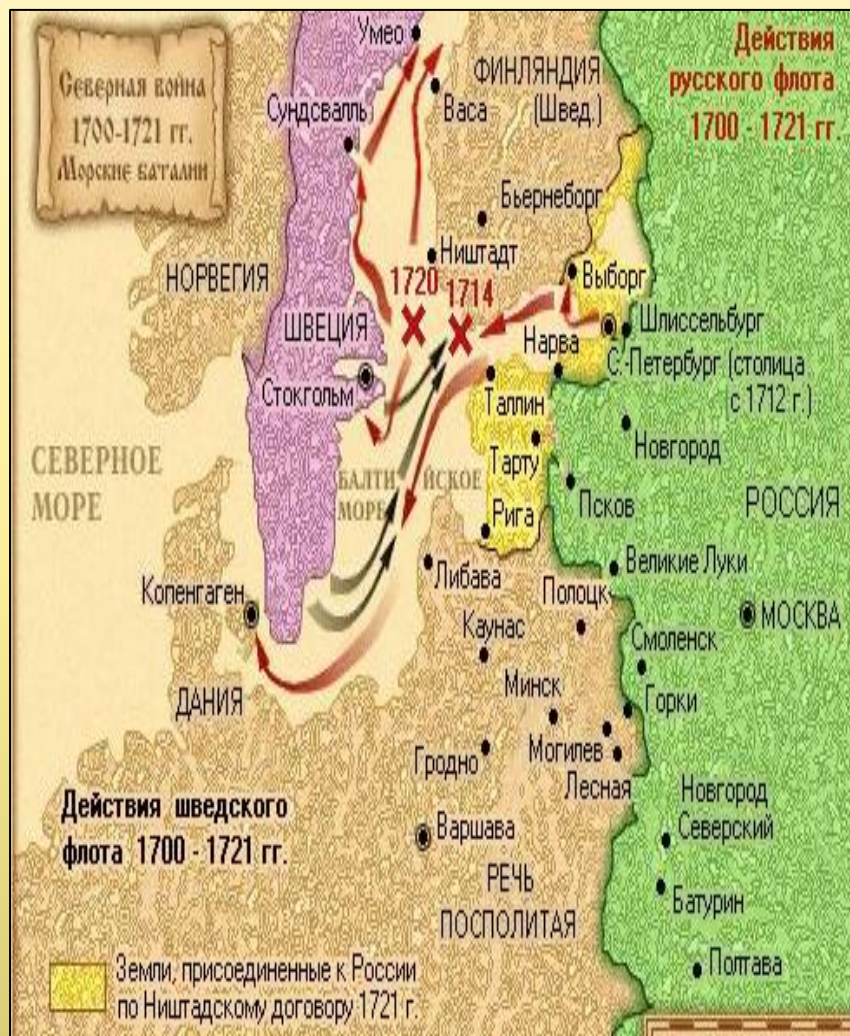 Северная война
1700-1721 гг.
Морские баталии
Действия
русского флота
1700 - 1721 гг.
Умео
ФИНЛЯНДИЯ
(Швед.)
Сундсвалль
Васа
Бьернеборг
НОРВЕГИЯ
Ништадт
Выборг
1720
1714
ШВЕЦИЯ
Шлиссельбург
Нарва
С.-Петербург (столица
с 1712 г.)
Стокгольм
Таллин
Новгород
Тарту
СЕВЕРНОЕ
МОРЕ
БАЛТИЙСКОЕ
МОРЕ
Псков
РОССИЯ
Рига
Великие Луки
Либава
Полоцк
Копенгаген
МОСКВА
Каунас
Смоленск
Минск
Горки
ДАНИЯ
Гродно
Могилев
Лесная
Действия шведского
флота 1700 - 1721 гг.
Новгород
Северский
Варшава
РЕЧЬ
ПОСПОЛИТАЯ
Батурин
Полтава
Земли, присоединенные к России
по Ништадскому договору 1721 г.